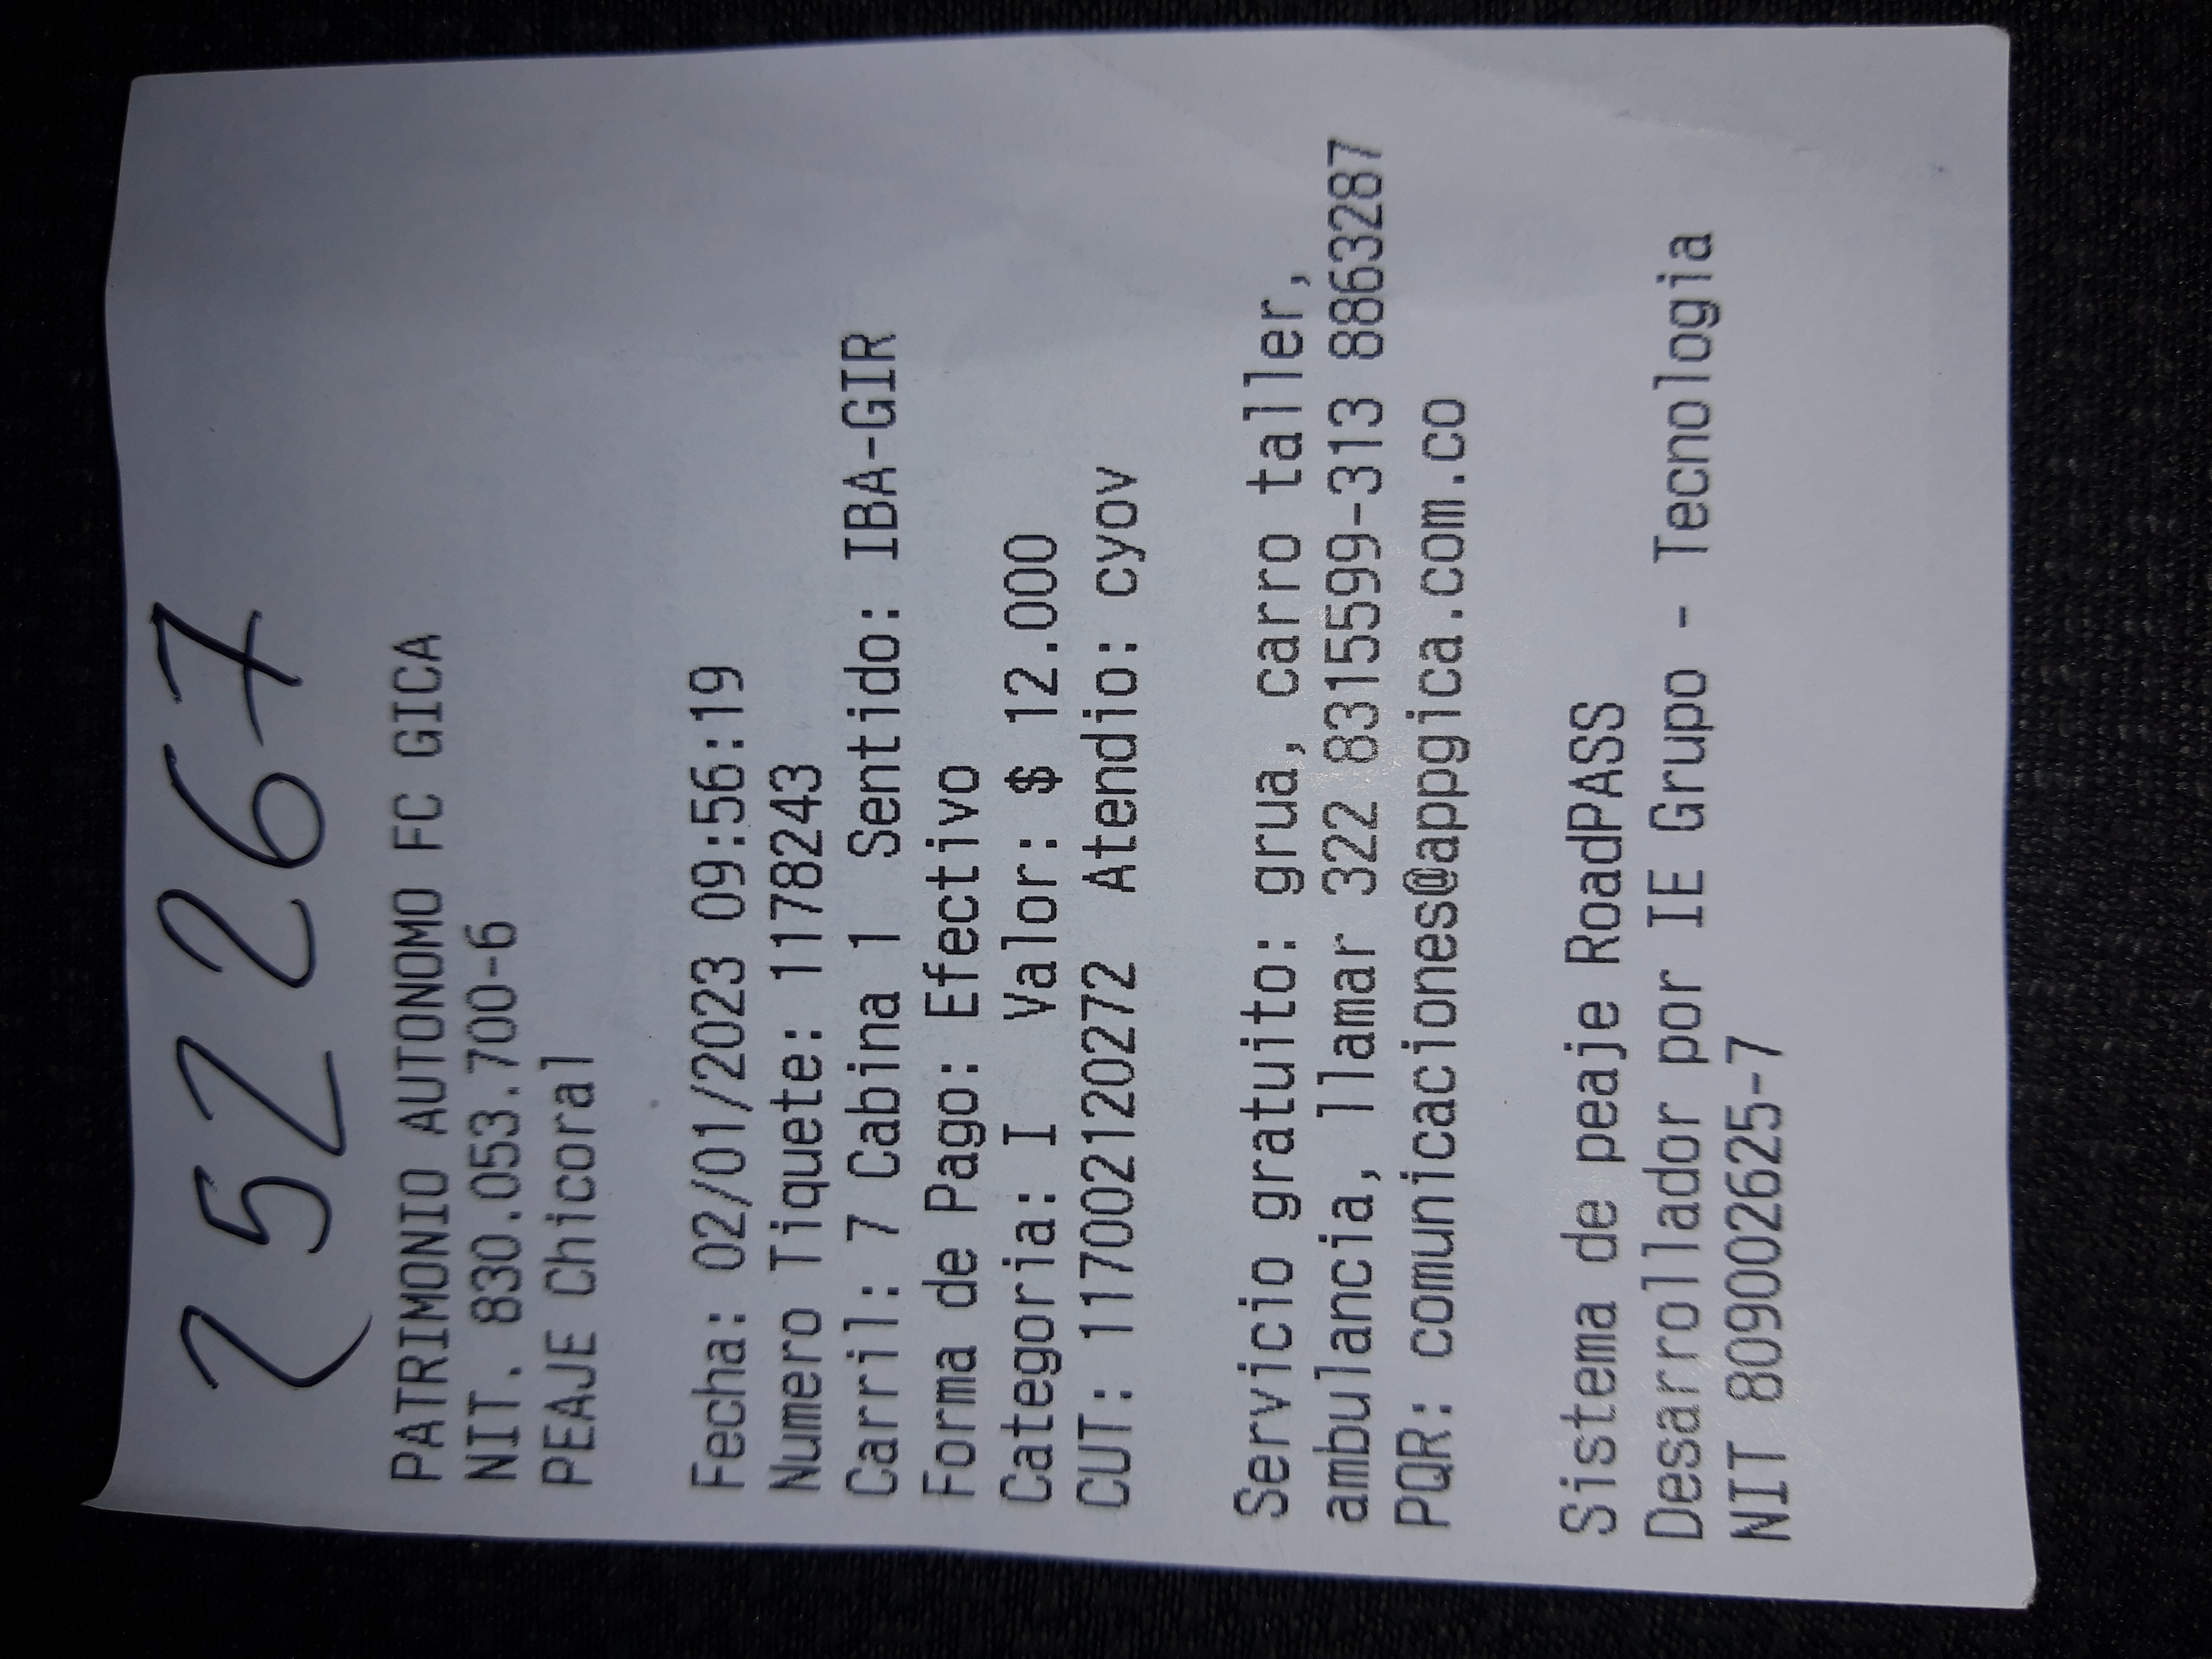 252267
PATRIMONIO AUTONOMO FC GICA
NIT. 830.053.700-6
PEAJE Chicoral
Fecha: 02/01/2023 09:56:19
Numero Tiquete: 1178243
Carril: 7 Cabina 1 Sentido: IBA-GIR
Forma de Pago: Efectivo
Categoria: I Valor: $ 12.000
CUT: 11700212020272 Atendio: cyov
Servicio gratuito: grua, carro taller,
ambulancia, llamar 322 8315599-313 8863287
PQR: comunicaciones@appgica.com.co
Sistema de peaje RoadPASS
Desarrollador por IE Grupo - Tecnologia
NIT 809002625-7